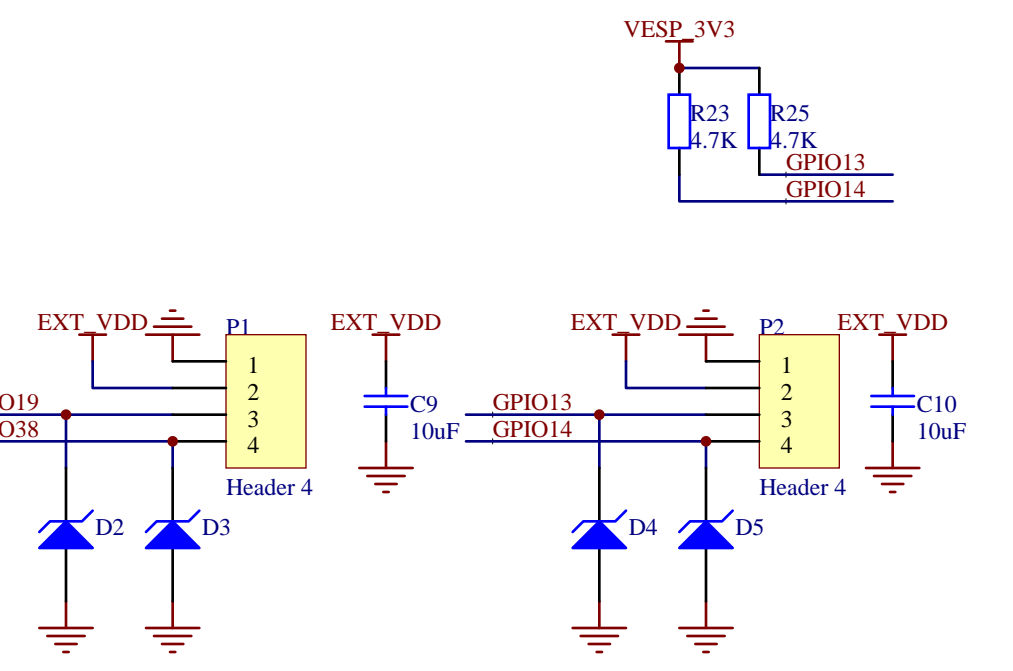 VESP_3V3
R23
4.7K
R25
4.7K
GPIO13
GPIO14
EXT_VDD
P1
1
2
3
4
Header 4
O19
O38
D2
D3
EXT_VDD
C9
10uF
EXT_VDD
P2
1
2
3
4
Header 4
GPIO13
GPIO14
D4
D5
EXT_VDD
C10
10uF